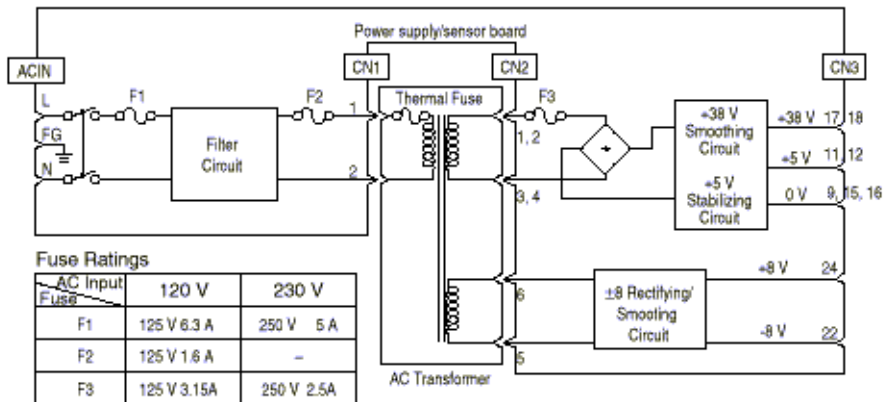 Power supply/sensor board
ACIN
CN1
CN2
CN3
L
F1
F2
1
Thermal Fuse
F3
FG
Filter
Circuit
1, 2
+38 V
Smoothing
Circuit
+38 V 17, 18
+5 V 11, 12
N
2
3, 4
+5 V
Stabilizing
Circuit
0 V 9, 15, 16
Fuse Ratings
AC Input
Fuse
120 V
230 V
F1
125 V 6.3 A
250 V 5 A
F2
125 V 1.6 A
–
F3
125 V 3.15A
250 V 2.5A
6
±8 Rectifying/
Smooting
Circuit
+8 V 24
-8 V 22
5
AC Transformer